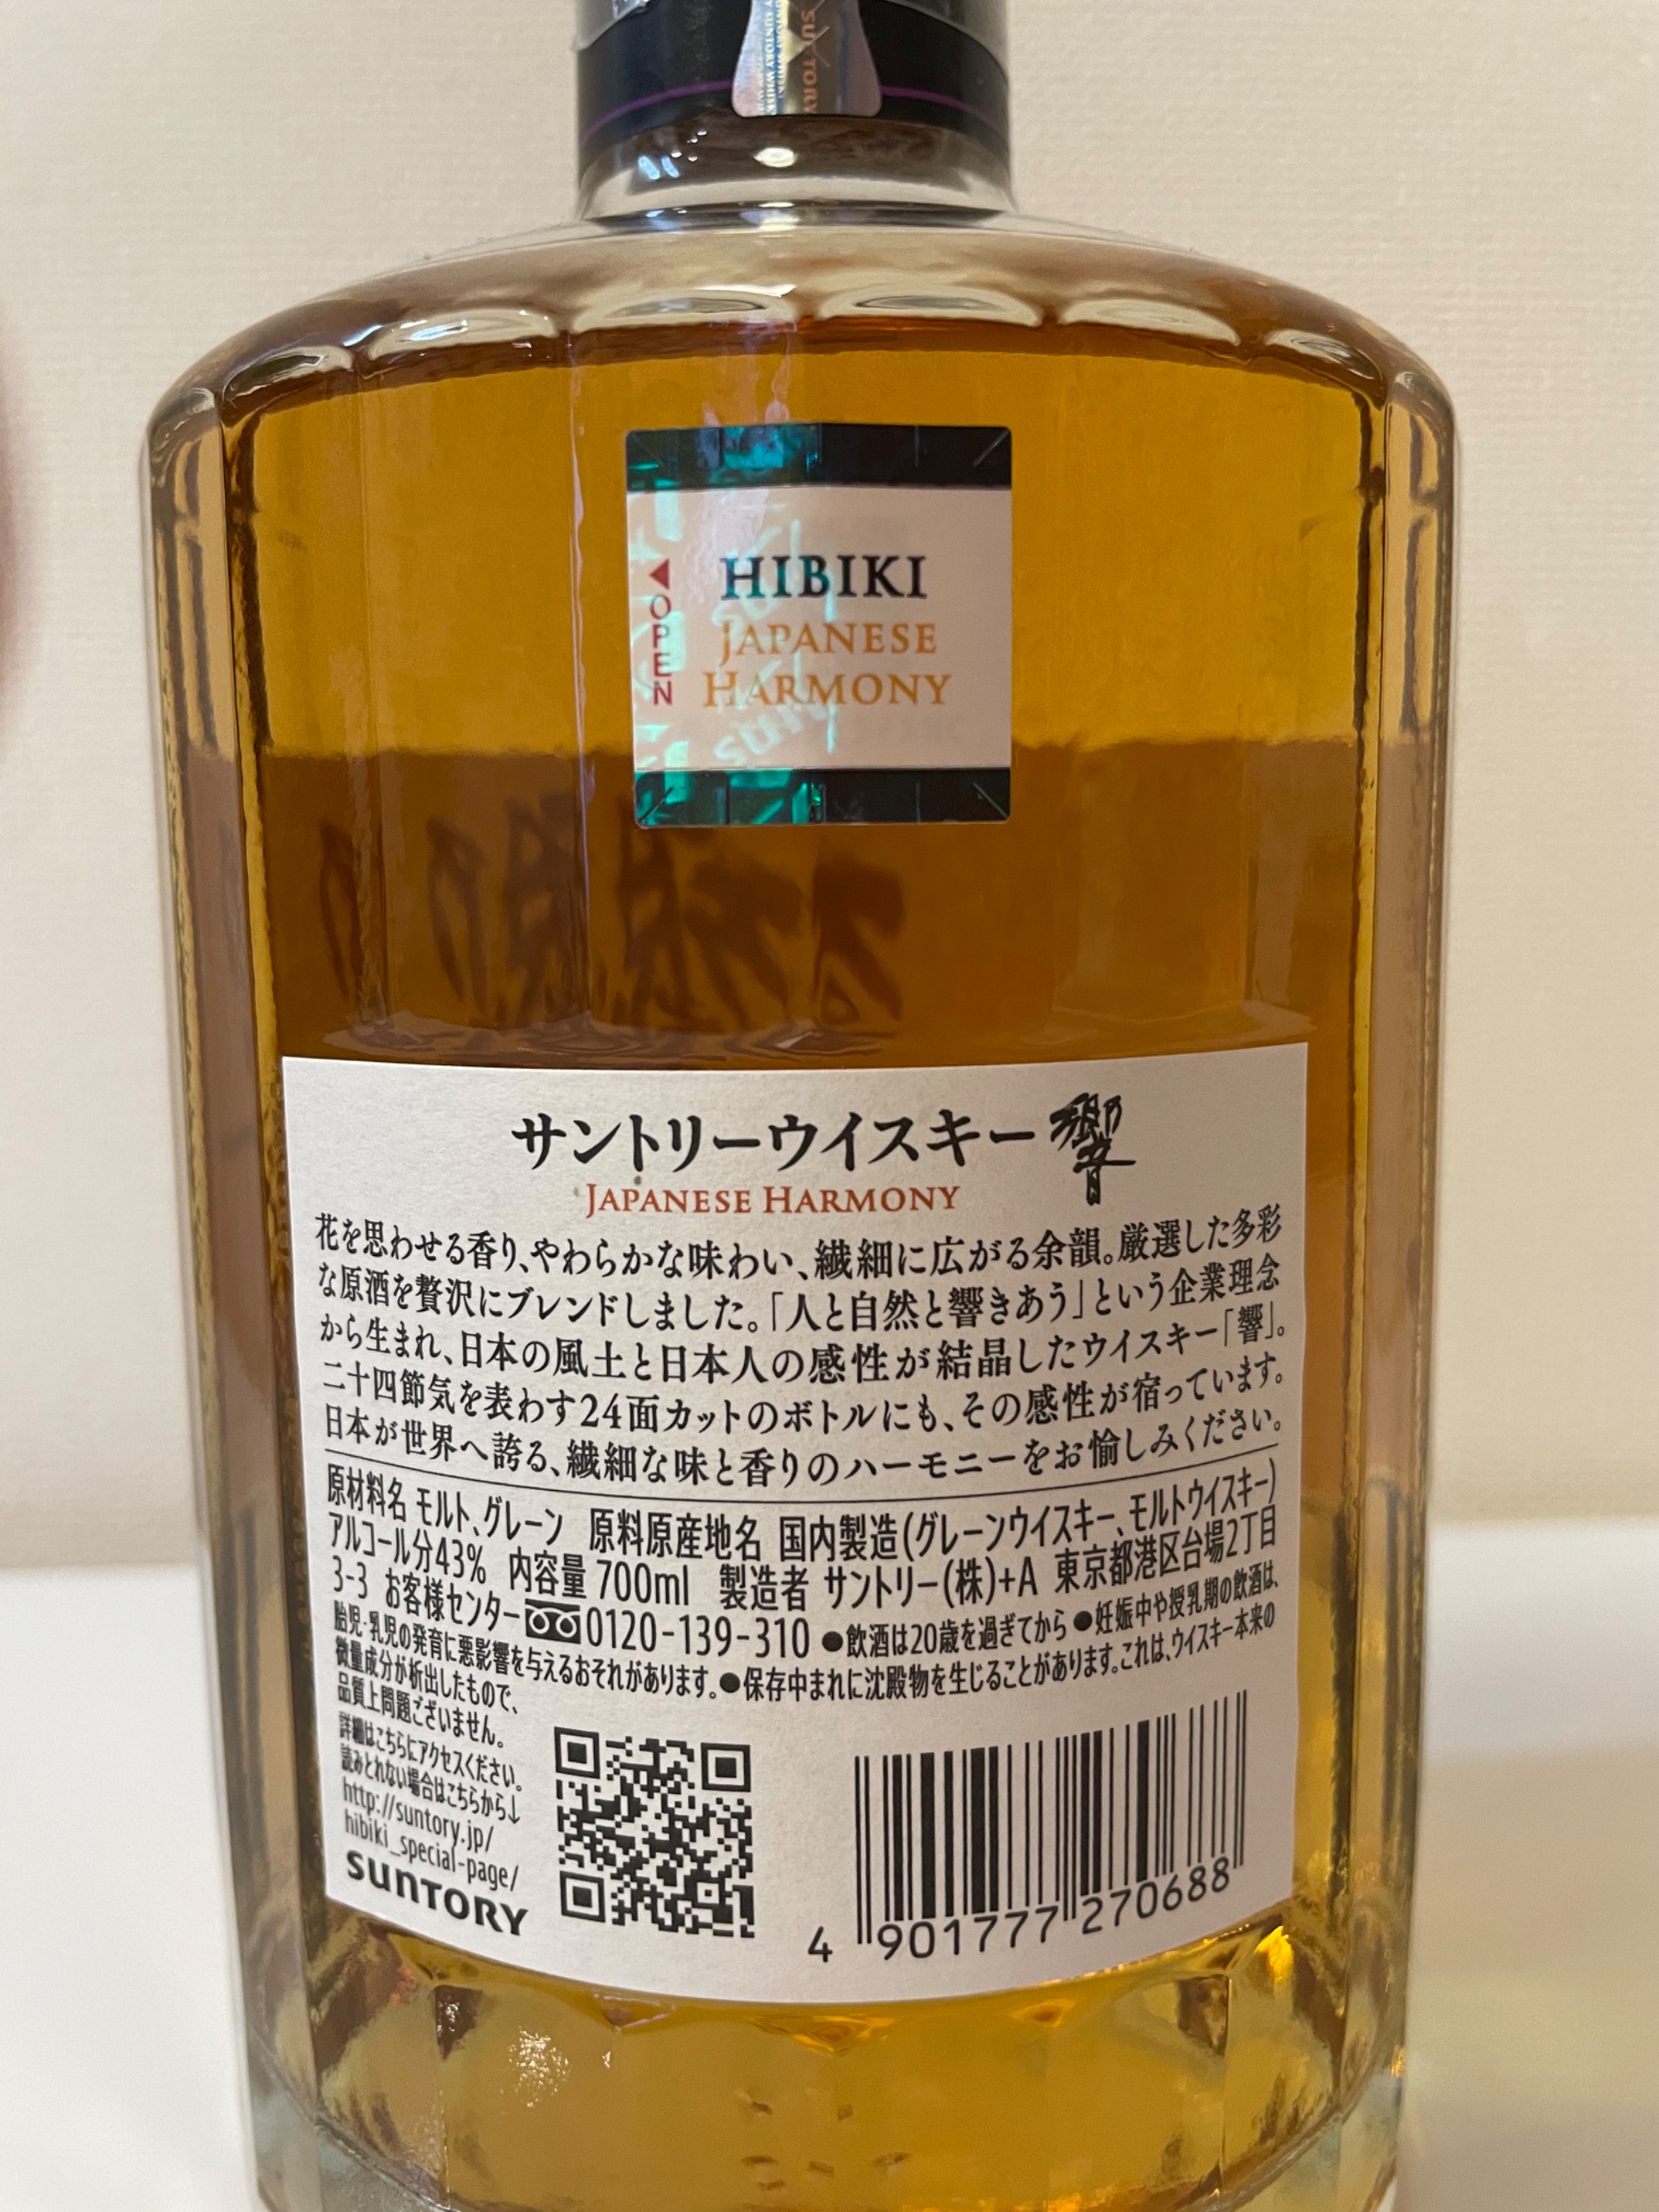 SUNTORY
HIBIKI
JAPANESE
HARMONY
OPEN
サントリーウイスキー 響
JAPANESE HARMONY
花を思わせる香り、やわらかな味わい、繊細に広がる余韻。厳選した多彩
な原酒を贅沢にブレンドしました。「人と自然と響きあう」という企業理念
から生まれ、日本の風土と日本人の感性が結晶したウイスキー「響」。
二十四節気を表わす24面カットのボトルにも、その感性が宿っています。
日本が世界へ誇る、繊細な味と香りのハーモニーをお愉しみください。
原材料名 モルト、グレーン 原料原産地名 国内製造(グレーンウイスキー、モルトウイスキー)
アルコール分43% 内容量 700ml 製造者 サントリー(株)+A 東京都港区台場2丁目
3-3 お客様センター 0120-139-310 ●飲酒は20歳を過ぎてから ●妊娠中や授乳期の飲酒は、
胎児・乳児の発育に悪影響を与えるおそれがあります。●保存中まれに沈殿物を生じることがあります。これは、ウイスキー本来の
微量成分が析出したもので、
品質上問題ございません。
詳細はこちらにアクセスください。
読みとれない場合はこちらから↓
http://suntory.jp/
hibiki_special-page/
SUNTORY
4 901777 270688